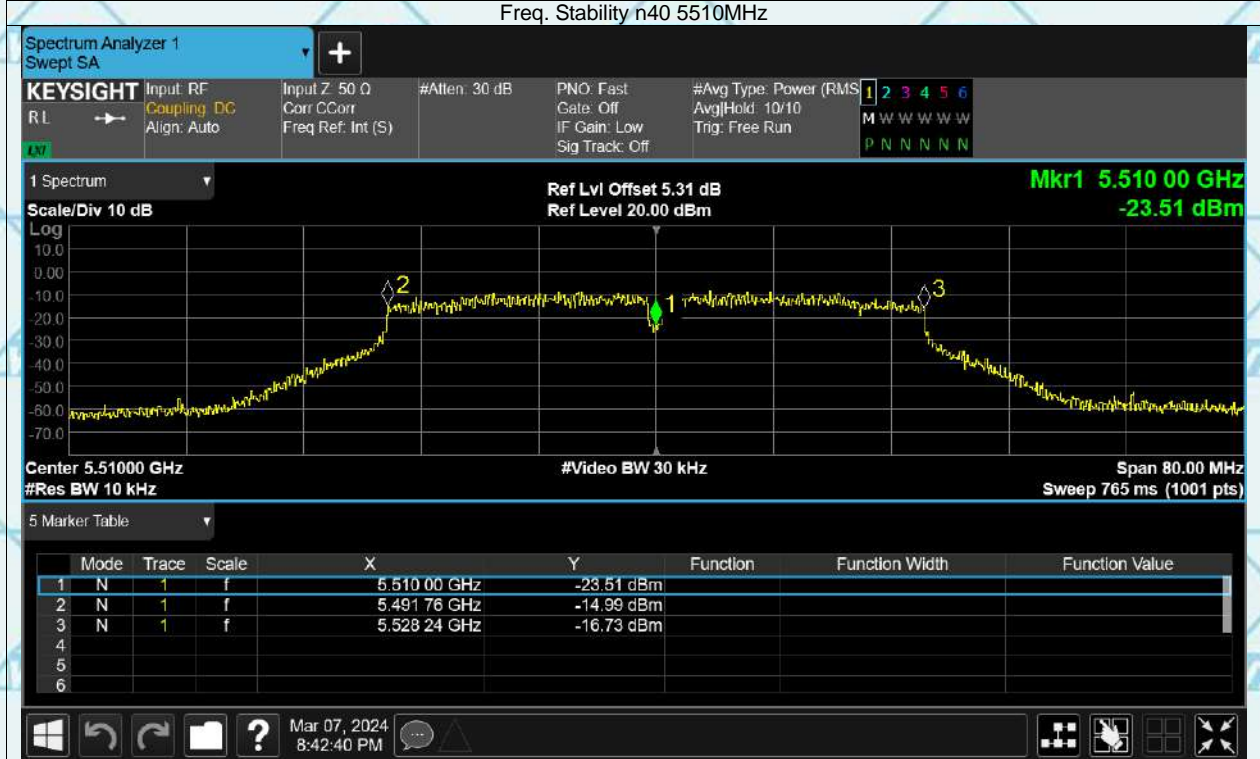 Freq. Stability n40 5510MHz
Spectrum Analyzer 1
Swept SA
+
KEYSIGHT Input: RF Input Z: 50 Ω #Atten: 30 dB PNO: Fast #Avg Type: Power (RMS 1 2 3 4 5 6
RL Coupling: DC Corr CCorr Gate: Off Avg|Hold: 10/10 M W W W W W
Align: Auto Freq Ref: Int (S) IF Gain: Low Trig: Free Run
LXI Sig Track: Off P N N N N N
1 Spectrum Ref Lvl Offset 5.31 dB Mkr1 5.510 00 GHz
Scale/Div 10 dB Ref Level 20.00 dBm -23.51 dBm
Log
10.0
0.00
-10.0
-20.0
-30.0
-40.0
-50.0
-60.0
-70.0
2
1
3
Center 5.51000 GHz #Video BW 30 kHz Span 80.00 MHz
#Res BW 10 kHz Sweep 765 ms (1001 pts)
5 Marker Table
Mode Trace Scale X Y Function Function Width Function Value
1 N 1 f 5.510 00 GHz -23.51 dBm
2 N 1 f 5.491 76 GHz -14.99 dBm
3 N 1 f 5.528 24 GHz -16.73 dBm
4
5
6
? Mar 07, 2024
8:42:40 PM